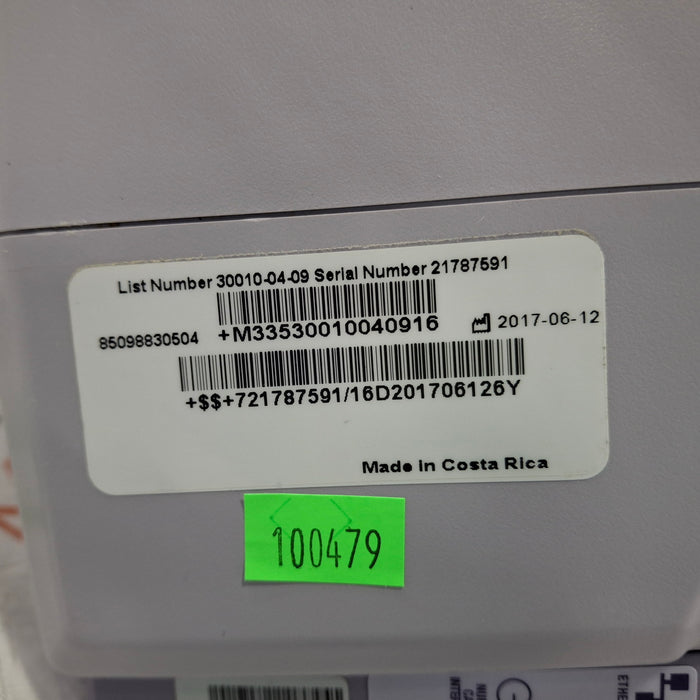 List Number 30010-04-09 Serial Number 21787591
+M33530010040916
85098830504
2017-06-12
+$$+721787591/16D201706126Y
Made in Costa Rica
100479